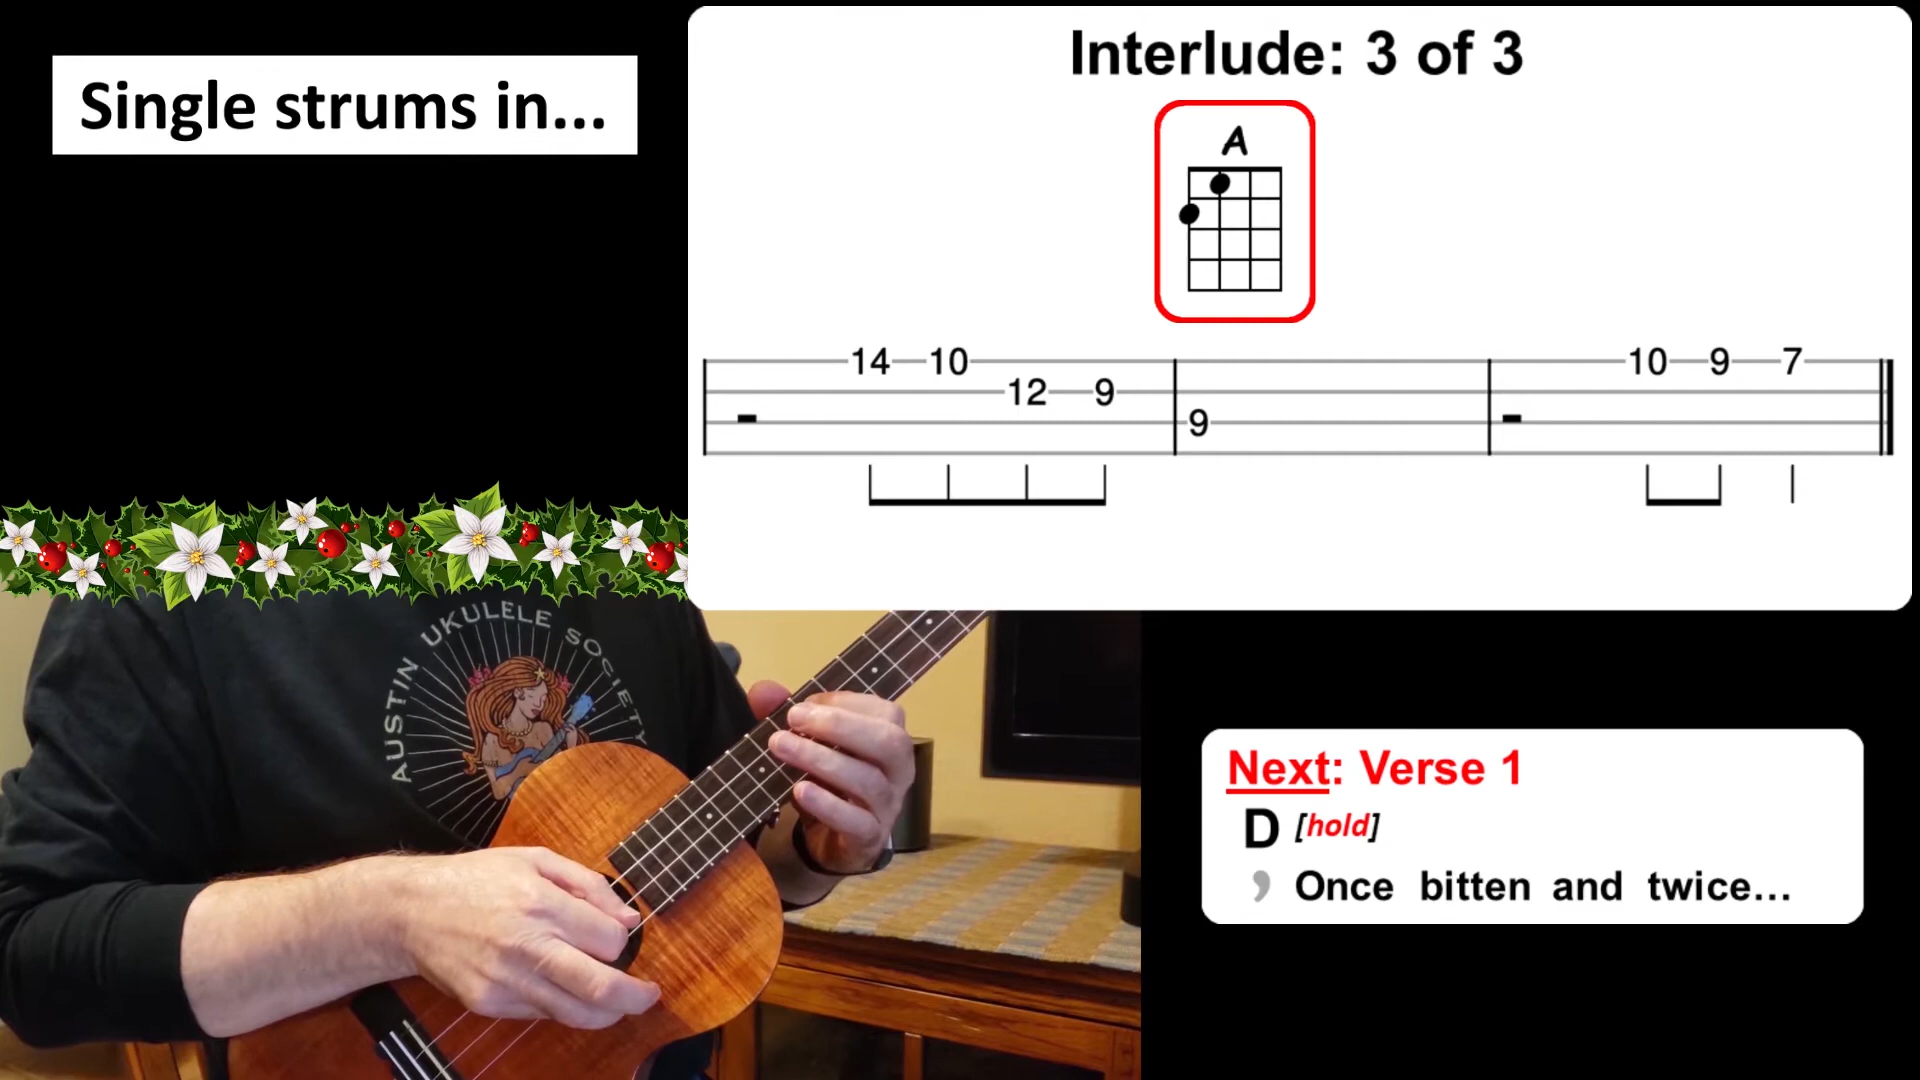 Single strums in...
Interlude: 3 of 3
A
14 10 10 9 7
12 9
9
AUSTIN UKULELE SOCIETY
Next: Verse 1
D [hold]
, Once bitten and twice...